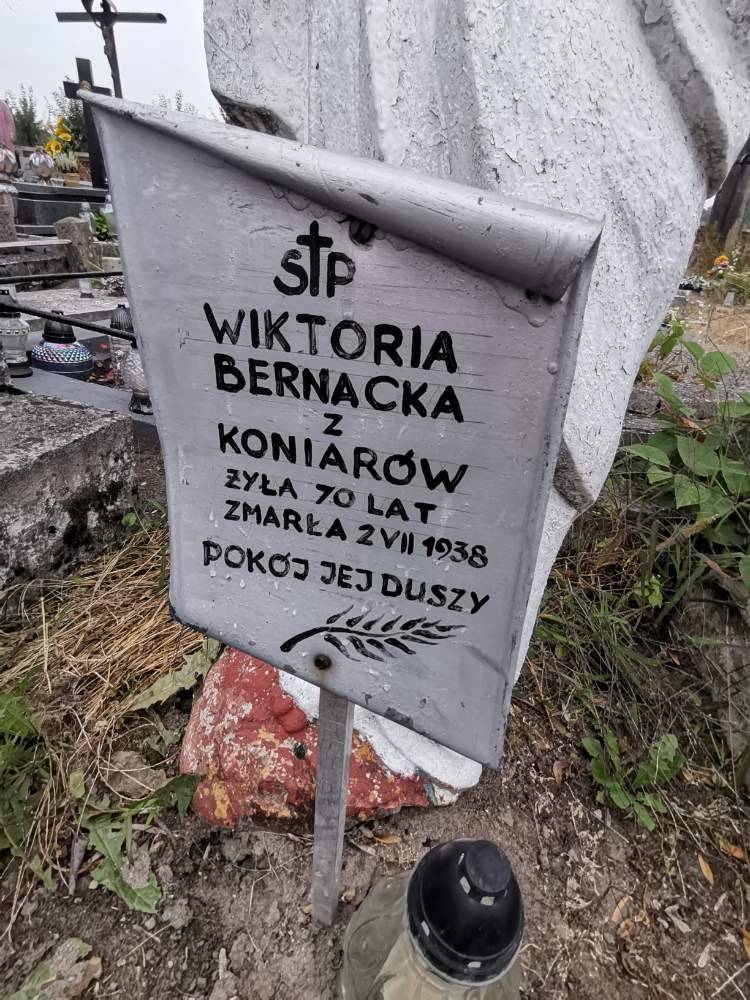 S†P
WIKTORIA
BERNACKA
Z
KONIARÓW
ŻYŁA 70 LAT
ZMARŁA 2 VII 1938
POKÓJ JEJ DUSZY